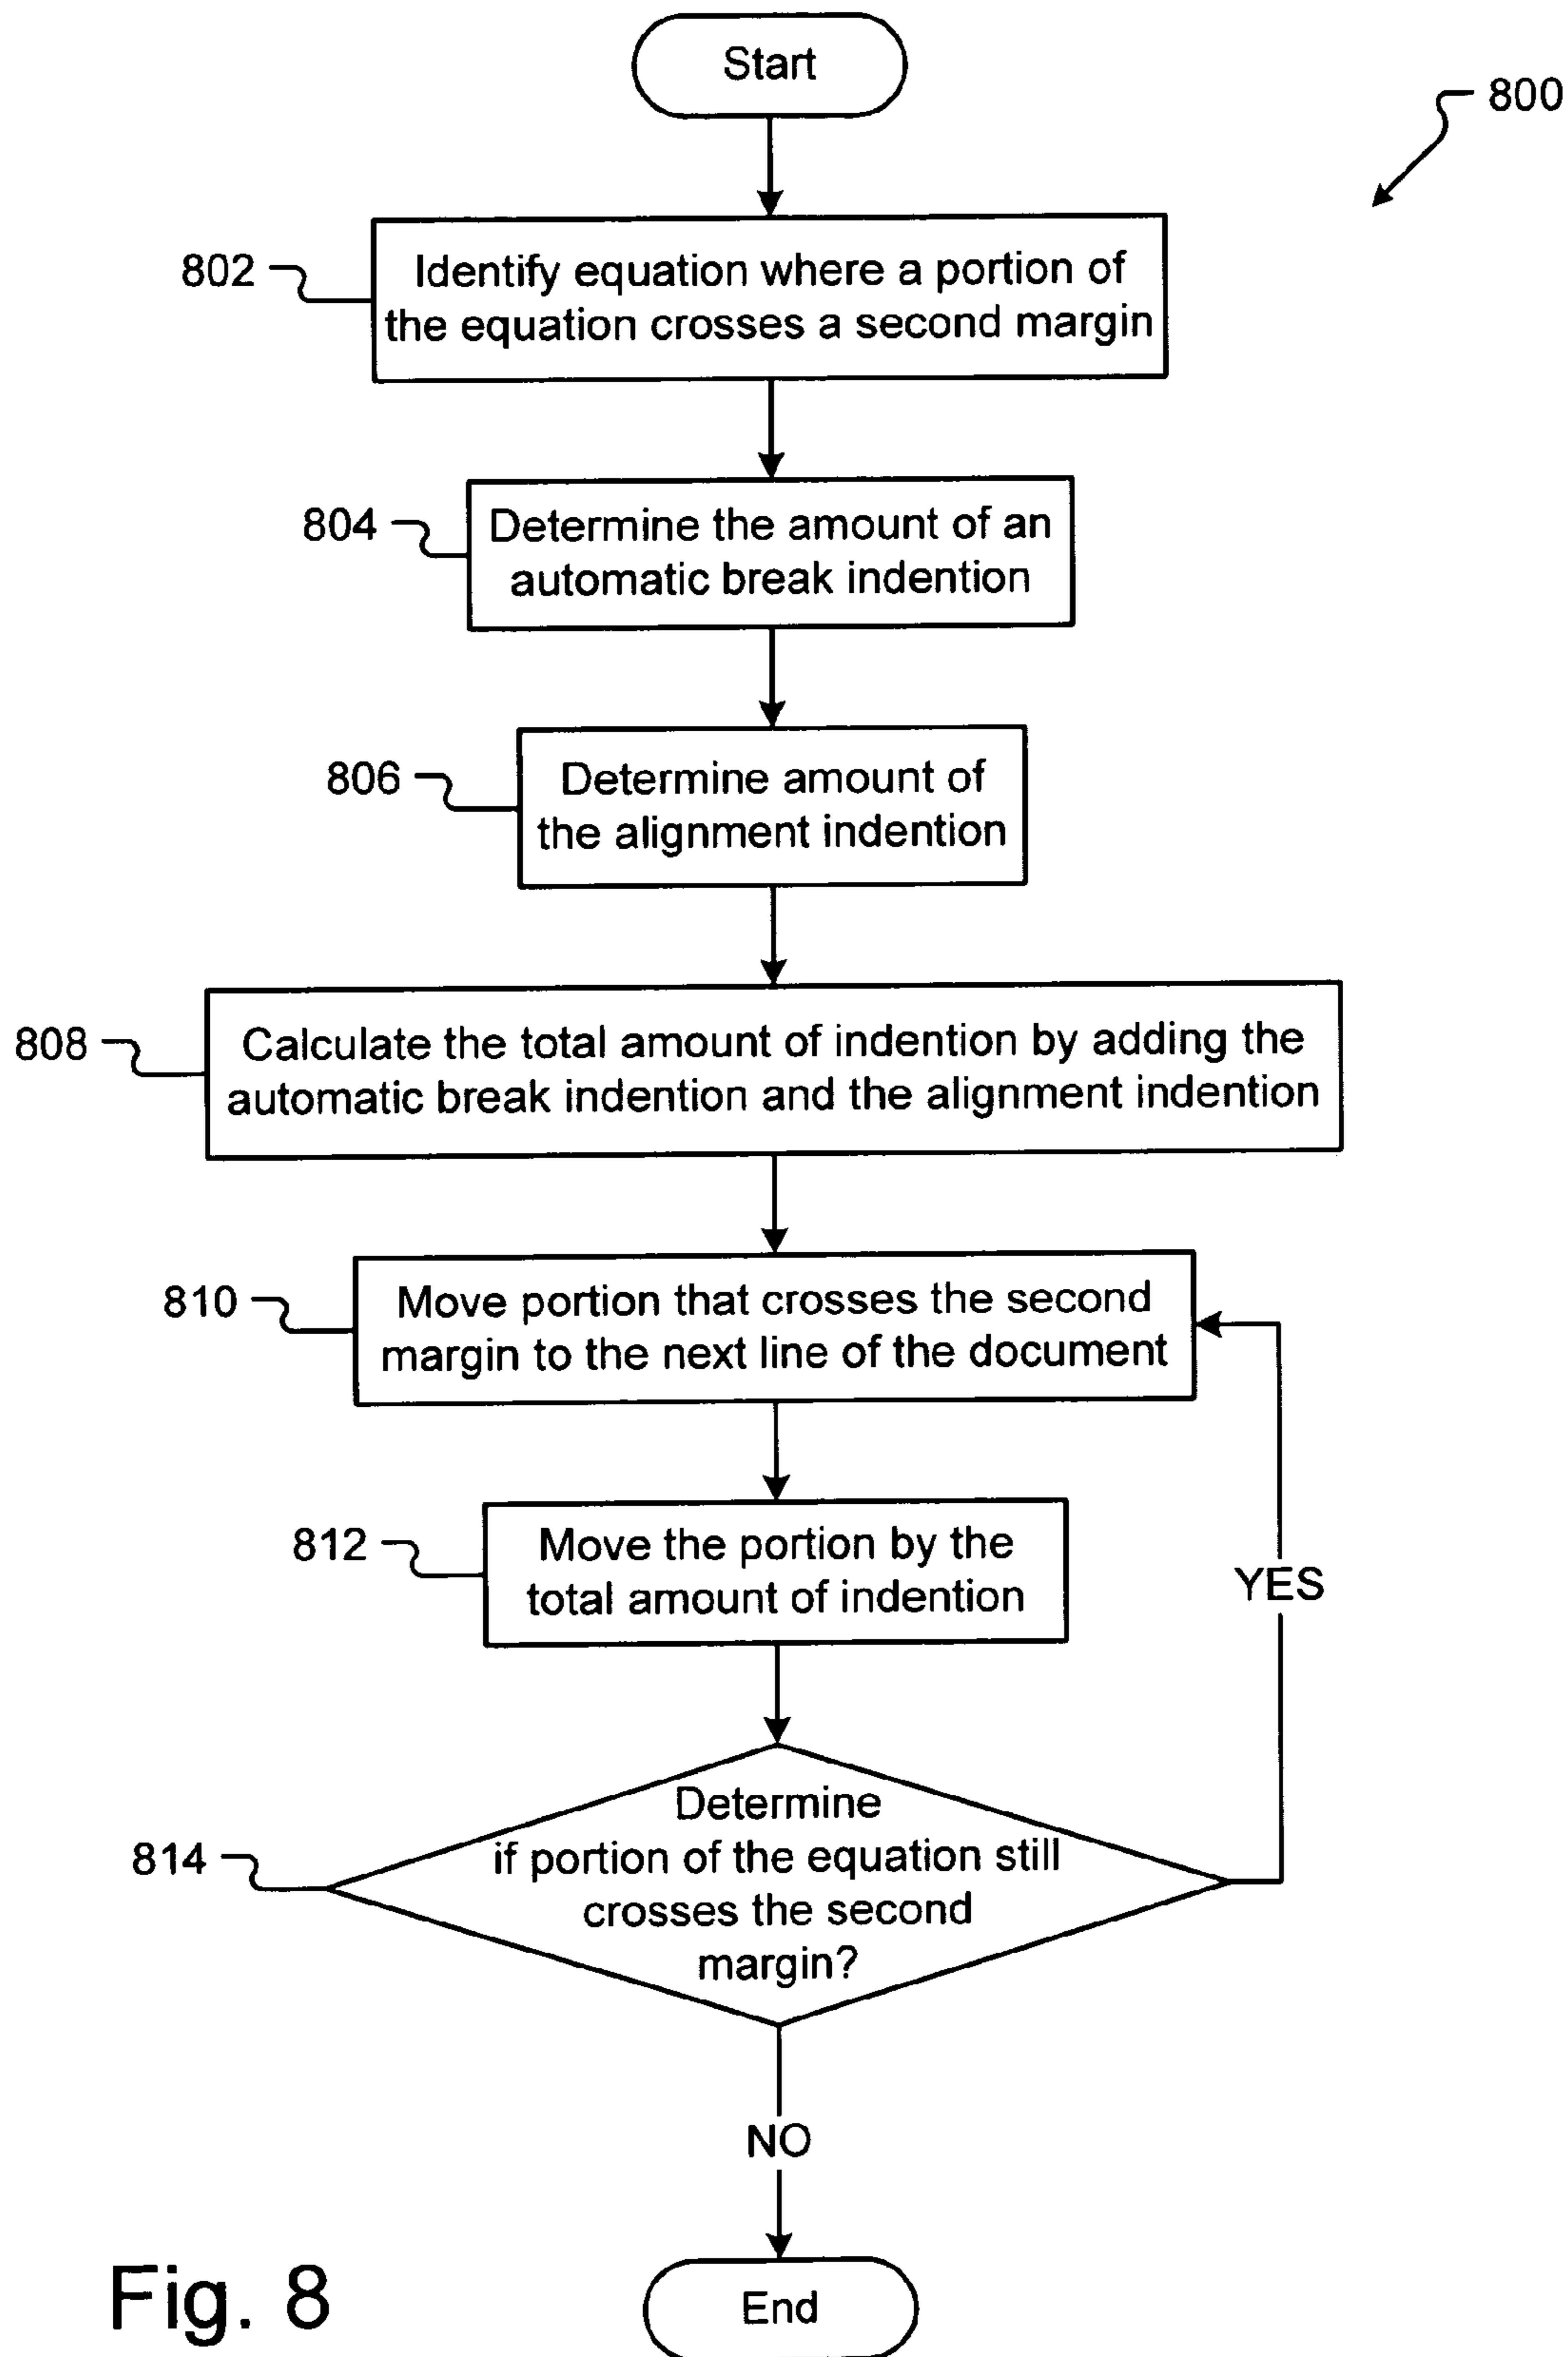 Start
800
802
Identify equation where a portion of
the equation crosses a second margin
804
Determine the amount of an
automatic break indention
806
Determine amount of
the alignment indention
808
Calculate the total amount of indention by adding the
automatic break indention and the alignment indention
810
Move portion that crosses the second
margin to the next line of the document
812
Move the portion by the
total amount of indention
YES
814
Determine
if portion of the equation still
crosses the second
margin?
NO
End
Fig. 8